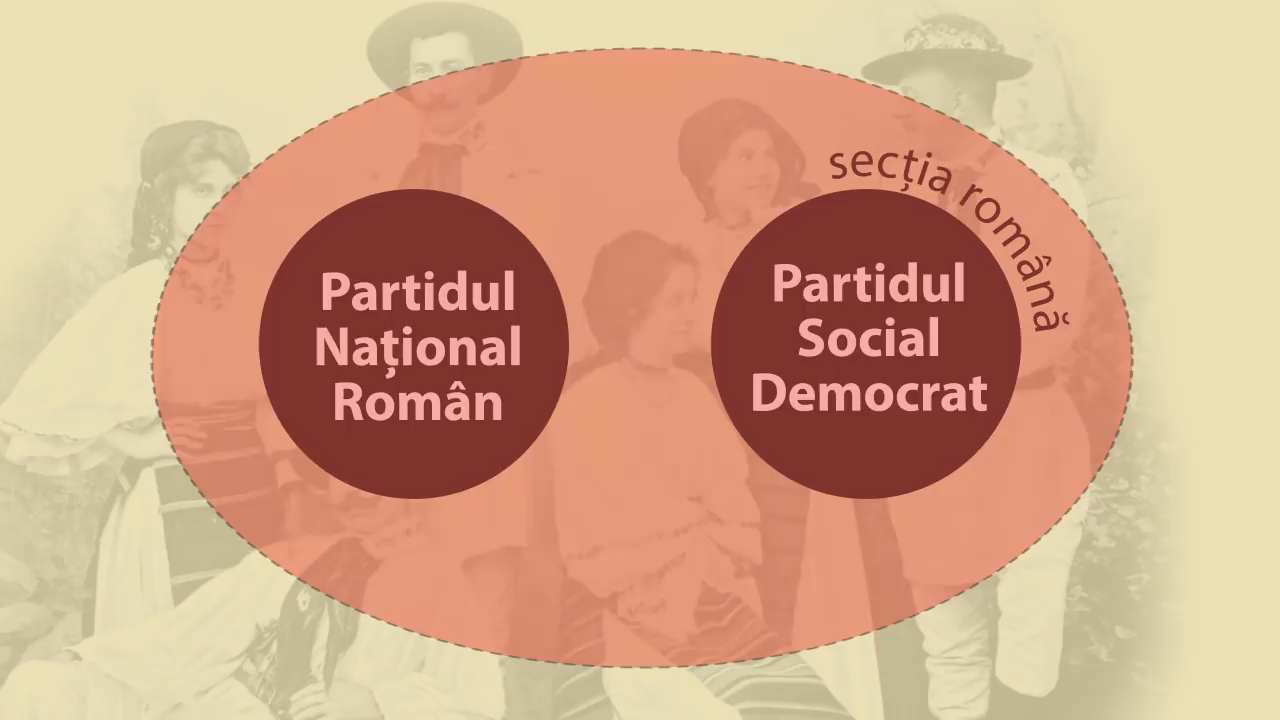 Partidul
Național
Român
secția română
Partidul
Social
Democrat